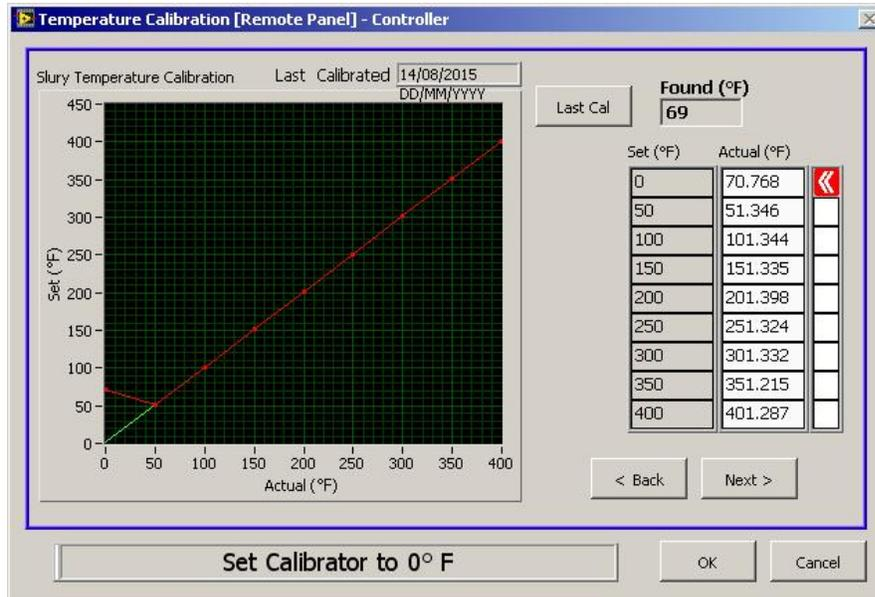 Temperature Calibration [Remote Panel] - Controller
Slury Temperature Calibration
Last Calibrated 14/08/2015
DD/MM/YYYY
Last Cal
Found (°F)
69
450
400
350
300
250
200
150
100
50
0
Set (°F)
0 50 100 150 200 250 300 350 400
Actual (°F)
Set (°F) Actual (°F)
0 70.768
50 51.346
100 101.344
150 151.335
200 201.398
250 251.324
300 301.332
350 351.215
400 401.287
< Back Next >
Set Calibrator to 0° F
OK Cancel